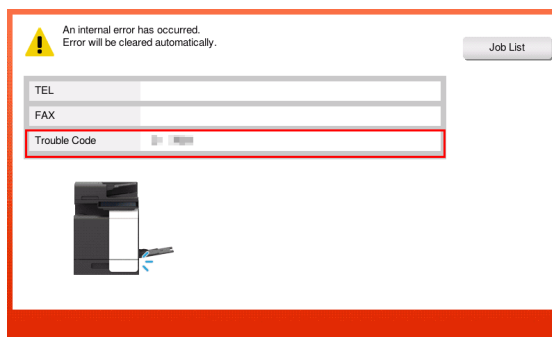 An internal error has occurred.
Error will be cleared automatically.
Job List
TEL
FAX
Trouble Code